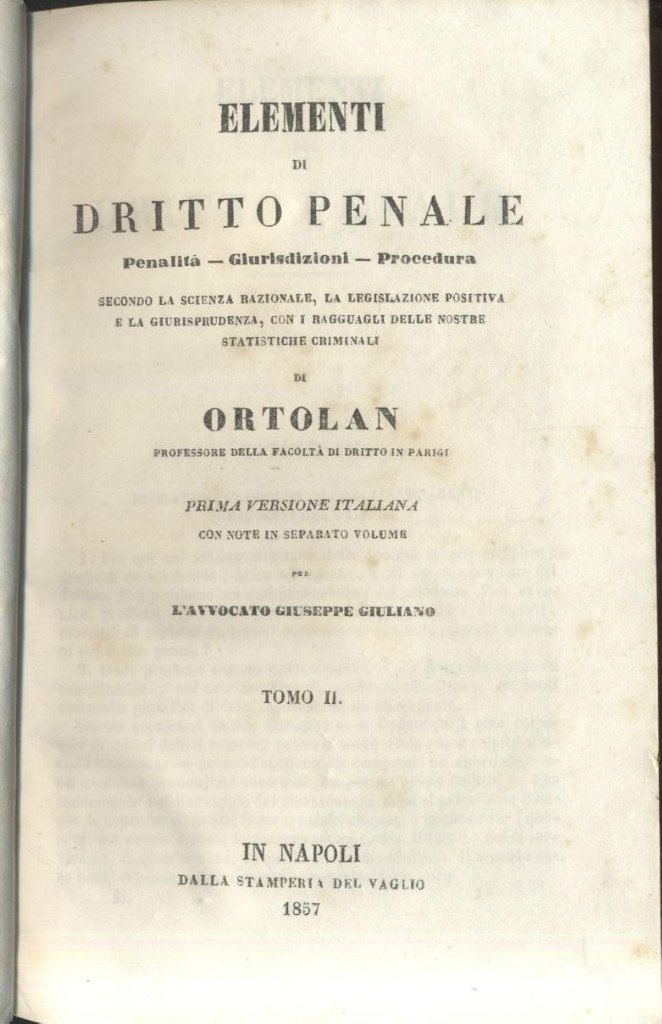 ELEMENTI
DI
DRITTO PENALE
Penalità — Giurisdizioni — Procedura
SECONDO LA SCIENZA RAZIONALE, LA LEGISLAZIONE POSITIVA
E LA GIURISPRUDENZA, CON I RAGGUAGLI DELLE NOSTRE
STATISTICHE CRIMINALI
DI
ORTOLAN
PROFESSORE DELLA FACOLTÀ DI DRITTO IN PARIGI
PRIMA VERSIONE ITALIANA
CON NOTE IN SEPARATO VOLUME
PER
L'AVVOCATO GIUSEPPE GIULIANO
TOMO II.
IN NAPOLI
DALLA STAMPERIA DEL VAGLIO
1857